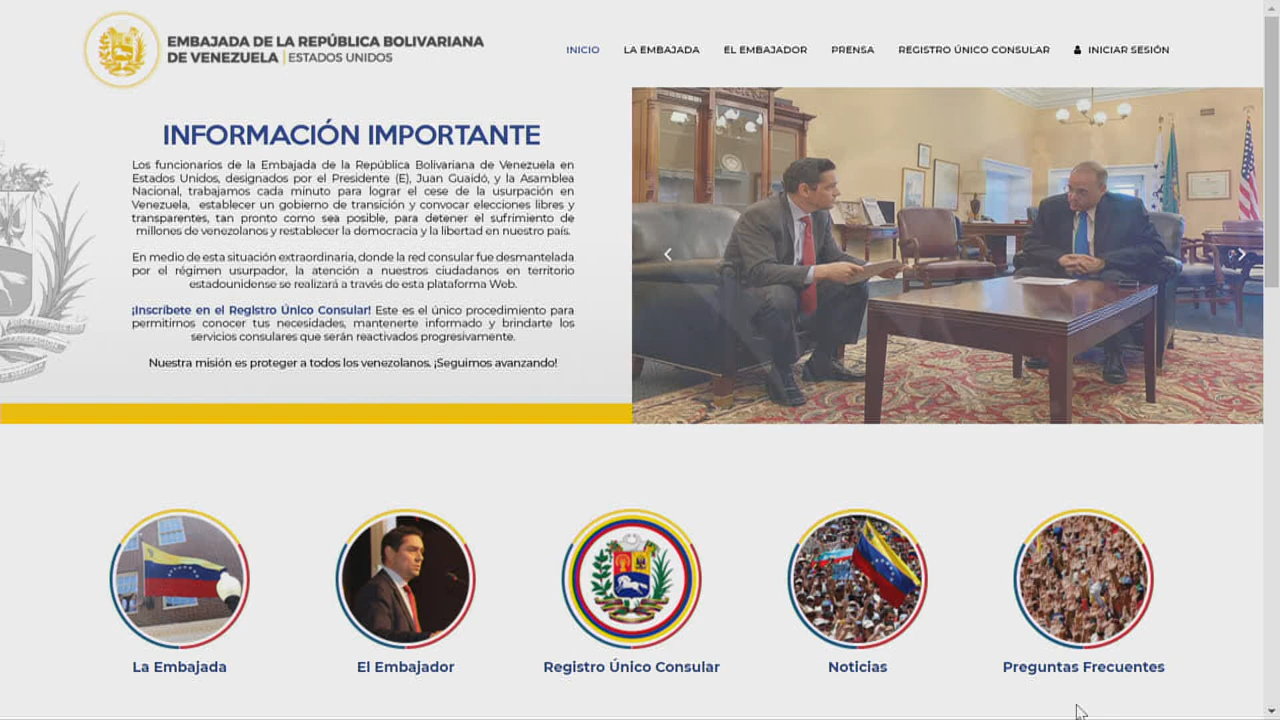 EMBAJADA DE LA REPÚBLICA BOLIVARIANA
DE VENEZUELA | ESTADOS UNIDOS
INICIO
LA EMBAJADA
EL EMBAJADOR
PRENSA
REGISTRO ÚNICO CONSULAR
INICIAR SESIÓN
INFORMACIÓN IMPORTANTE
Los funcionarios de la Embajada de la República Bolivariana de Venezuela en
Estados Unidos, designados por el Presidente (E), Juan Guaidó, y la Asamblea
Nacional, trabajamos cada minuto para lograr el cese de la usurpación en
Venezuela, establecer un gobierno de transición y convocar elecciones libres y
transparentes, tan pronto como sea posible, para detener el sufrimiento de
millones de venezolanos y restablecer la democracia y la libertad en nuestro país.
En medio de esta situación extraordinaria, donde la red consular fue desmantelada
por el régimen usurpador, la atención a nuestros ciudadanos en territorio
estadounidense se realizará a través de esta plataforma Web.
¡Inscríbete en el Registro Único Consular! Este es el único procedimiento para
permitirnos conocer tus necesidades, mantenerte informado y brindarte los
servicios consulares que serán reactivados progresivamente.
Nuestra misión es proteger a todos los venezolanos. ¡Seguimos avanzando!
La Embajada
El Embajador
Registro Único Consular
Noticias
Preguntas Frecuentes